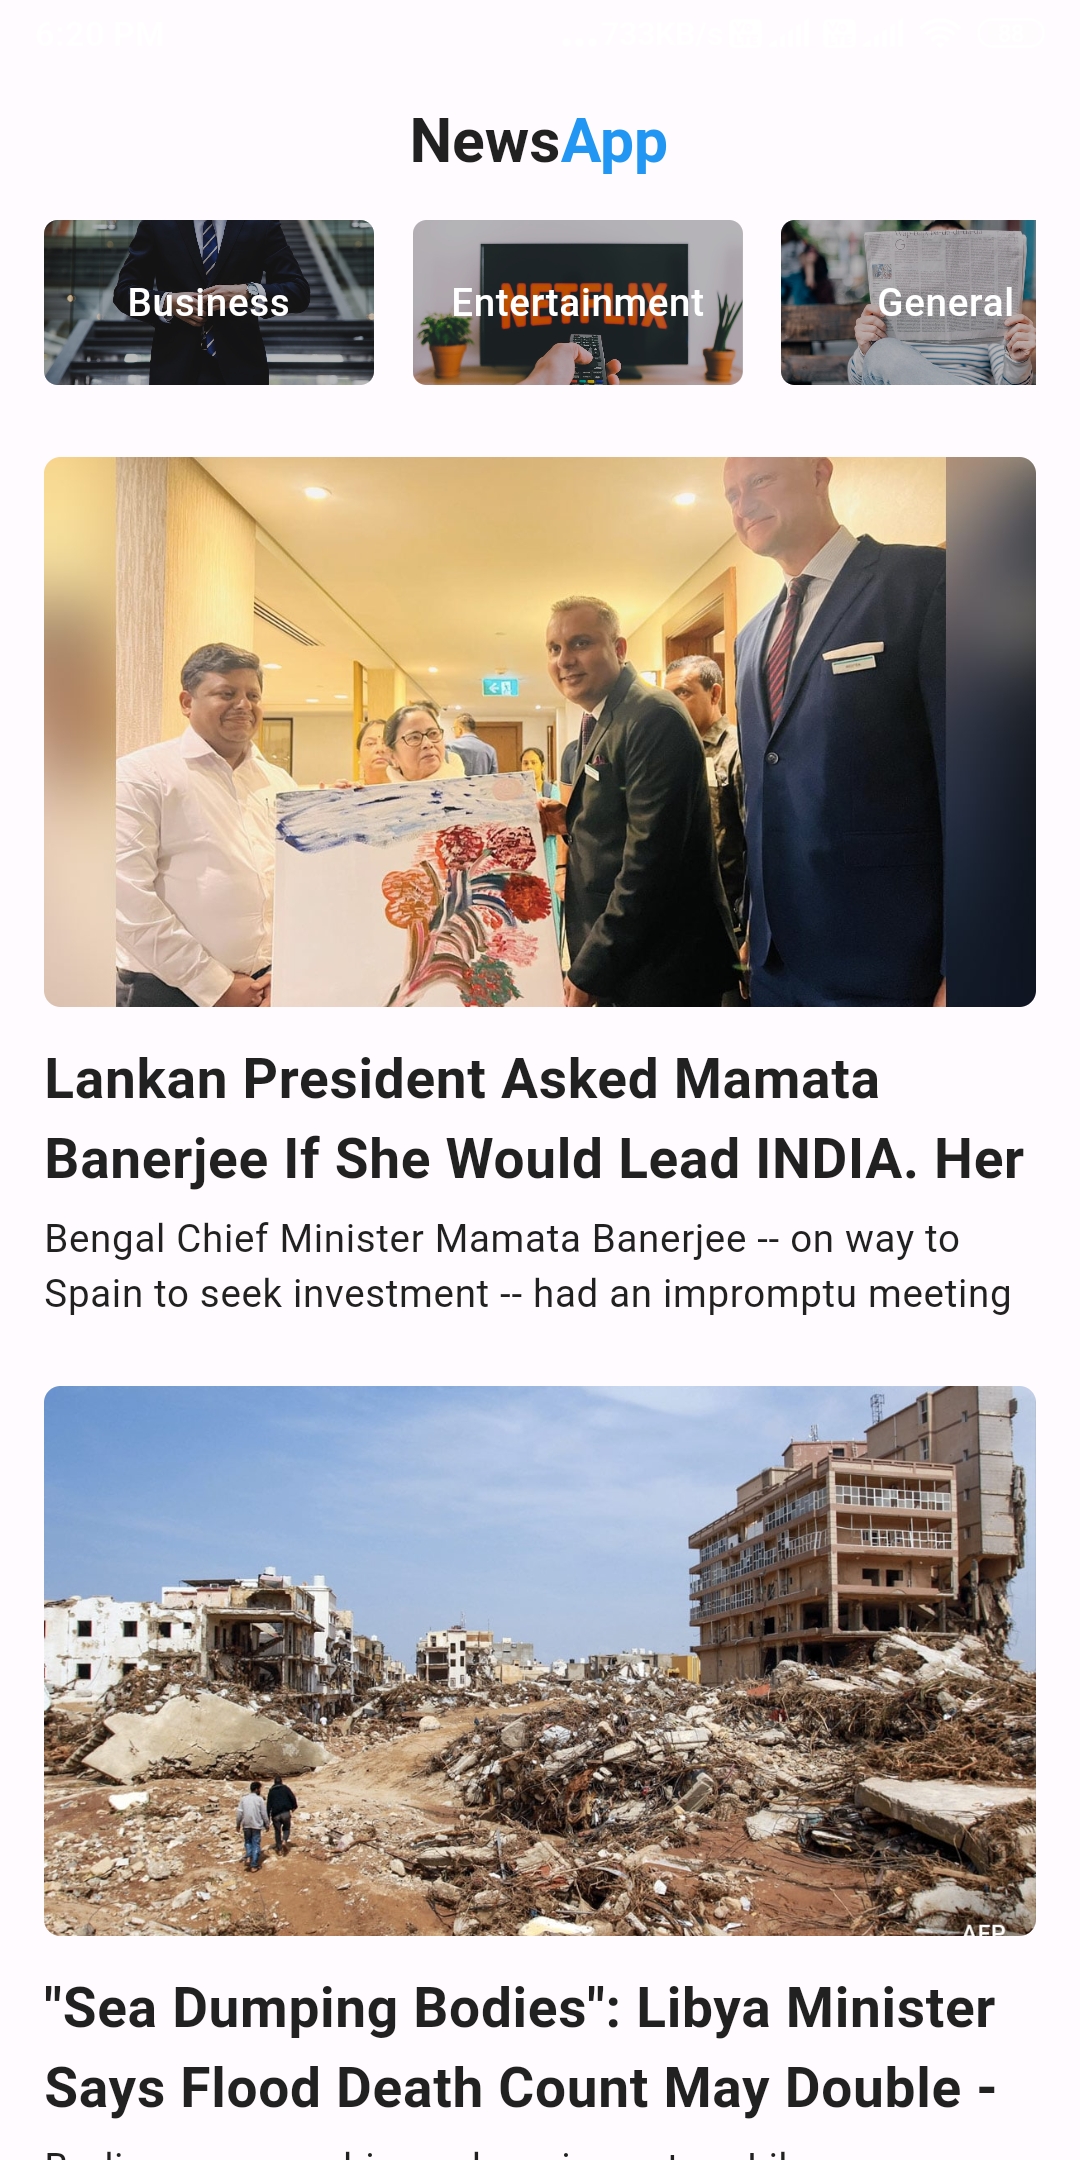 NewsApp
Business
Entertainment
General
NETFLIX
Lankan President Asked Mamata
Banerjee If She Would Lead INDIA. Her
Bengal Chief Minister Mamata Banerjee -- on way to
Spain to seek investment -- had an impromptu meeting
AFP
"Sea Dumping Bodies": Libya Minister
Says Flood Death Count May Double -